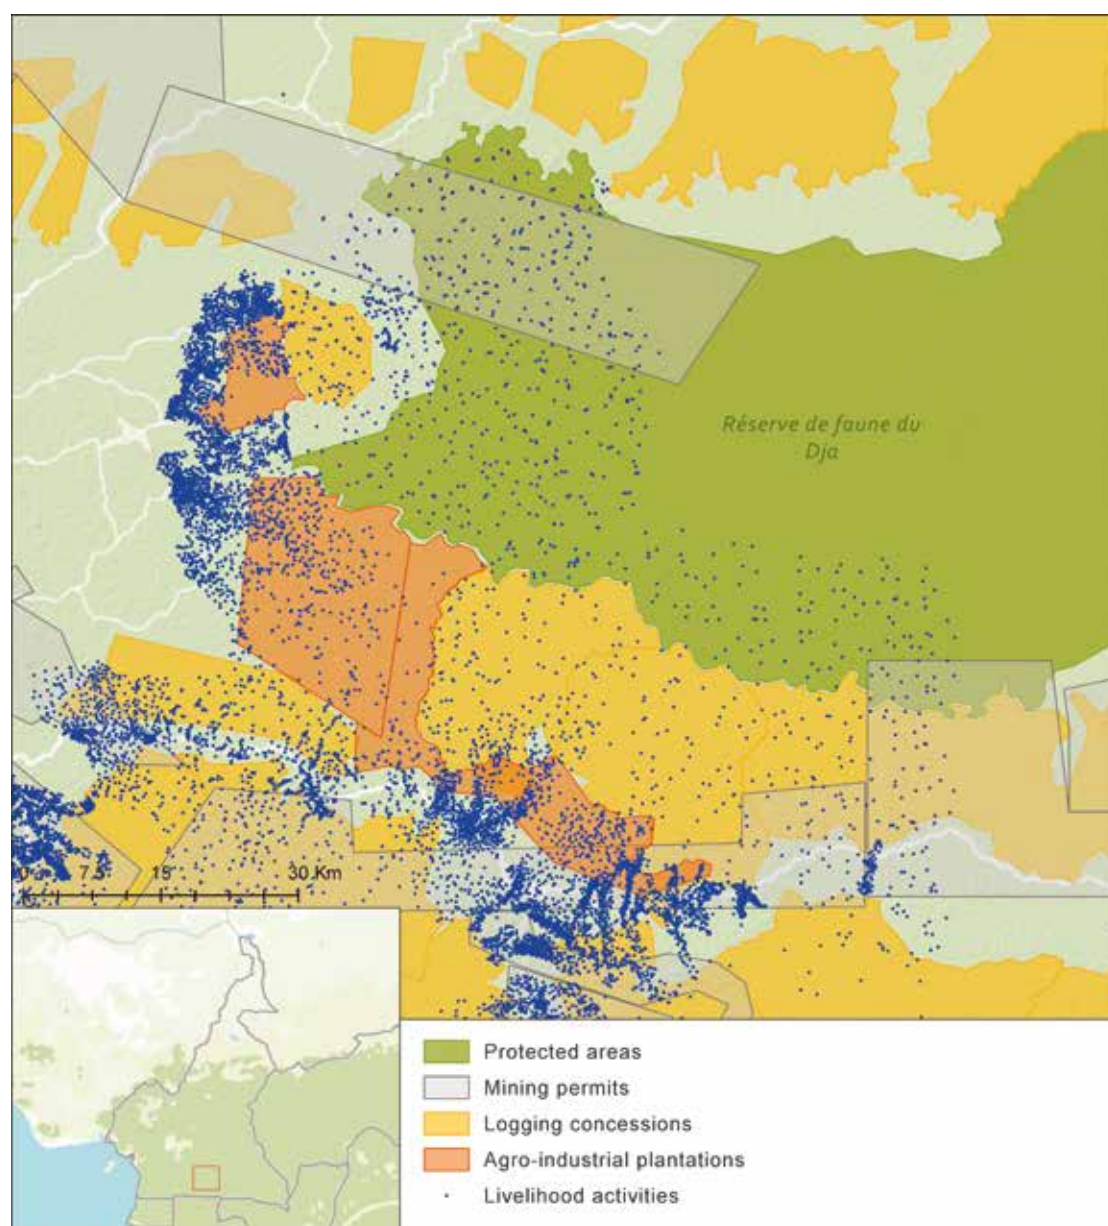 Réserve de faune du
Dja
0 7.5 15 30 Km
Protected areas
Mining permits
Logging concessions
Agro-industrial plantations
Livelihood activities